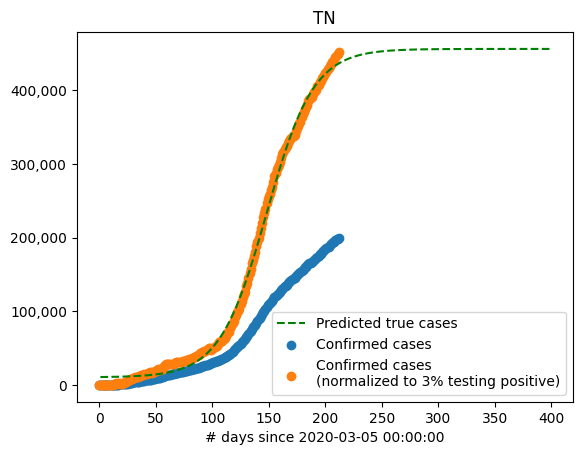 TN
400,000
300,000
200,000
100,000
0
Predicted true cases
Confirmed cases
Confirmed cases
(normalized to 3% testing positive)
0 50 100 150 200 250 300 350 400
# days since 2020-03-05 00:00:00